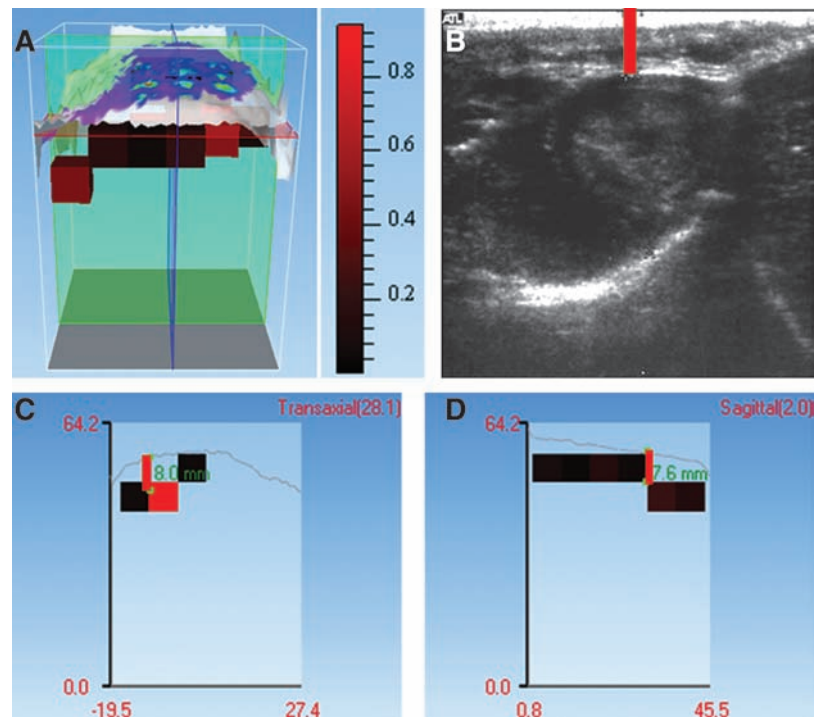 A
0.8
0.6
0.4
0.2
ATL
B
C
64.2
Transaxial(28.1)
8.0 mm
0.0
-19.5
27.4
D
64.2
Sagittal(2.0)
7.6 mm
0.0
0.8
45.5